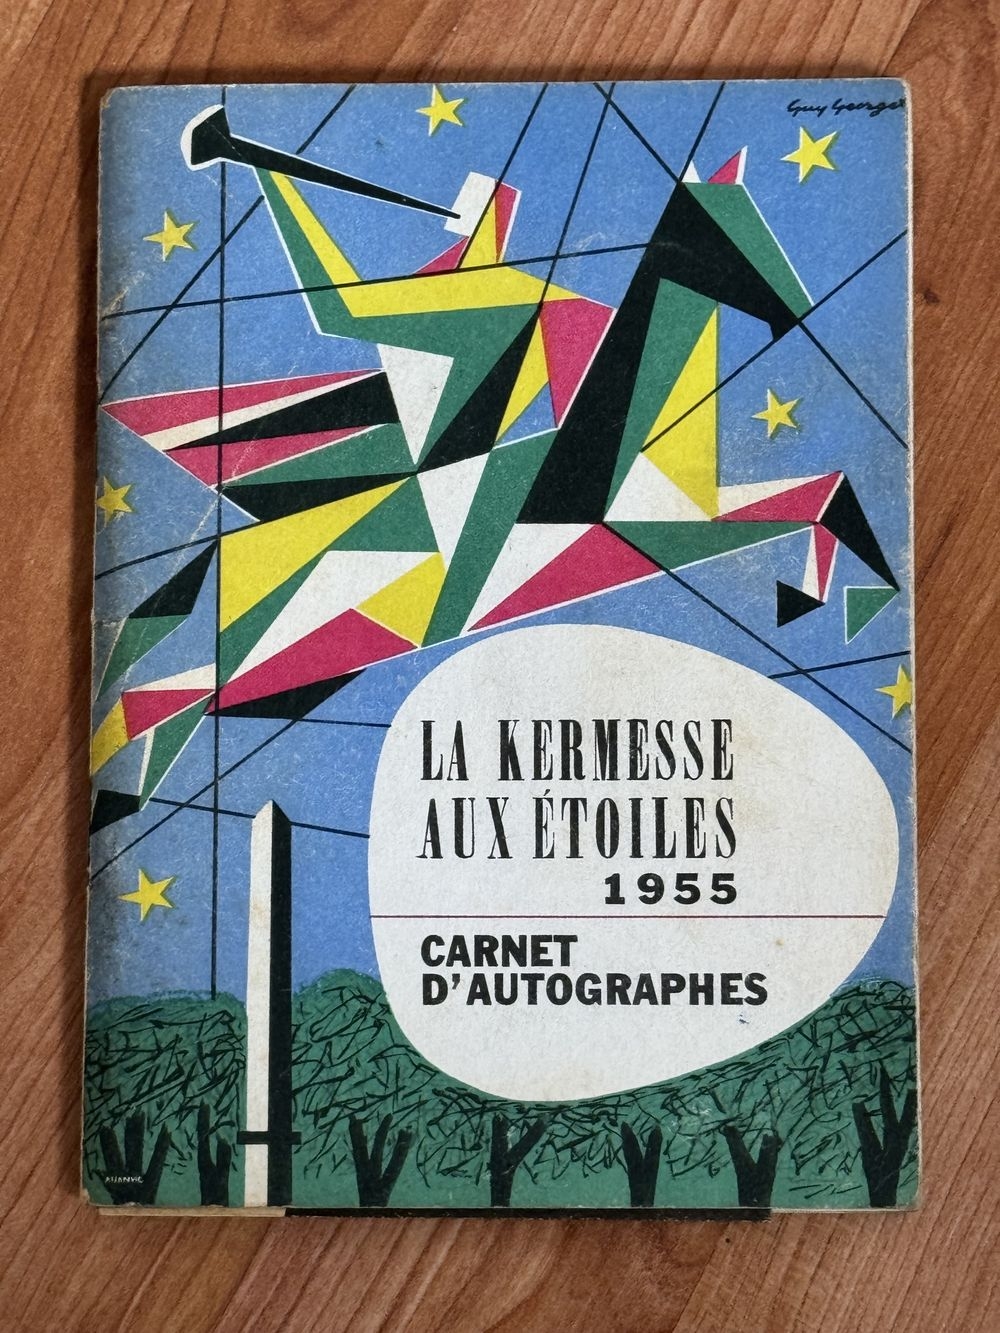 Guy Georget
LA KERMESSE
AUX ÉTOILES
1955
CARNET
D'AUTOGRAPHES